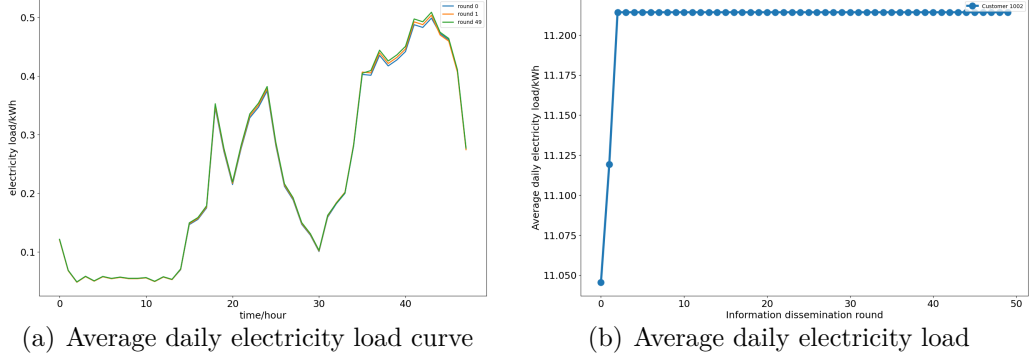 round 0
round 1
round 49
0.5
0.4
0.3
0.2
0.1
electricity load/kWh
0 10 20 30 40
time/hour
(a) Average daily electricity load curve
Customer 1002
11.200
11.175
11.150
11.125
11.100
11.075
11.050
Average daily electricity load/kWh
0 10 20 30 40 50
Information dissemination round
(b) Average daily electricity load